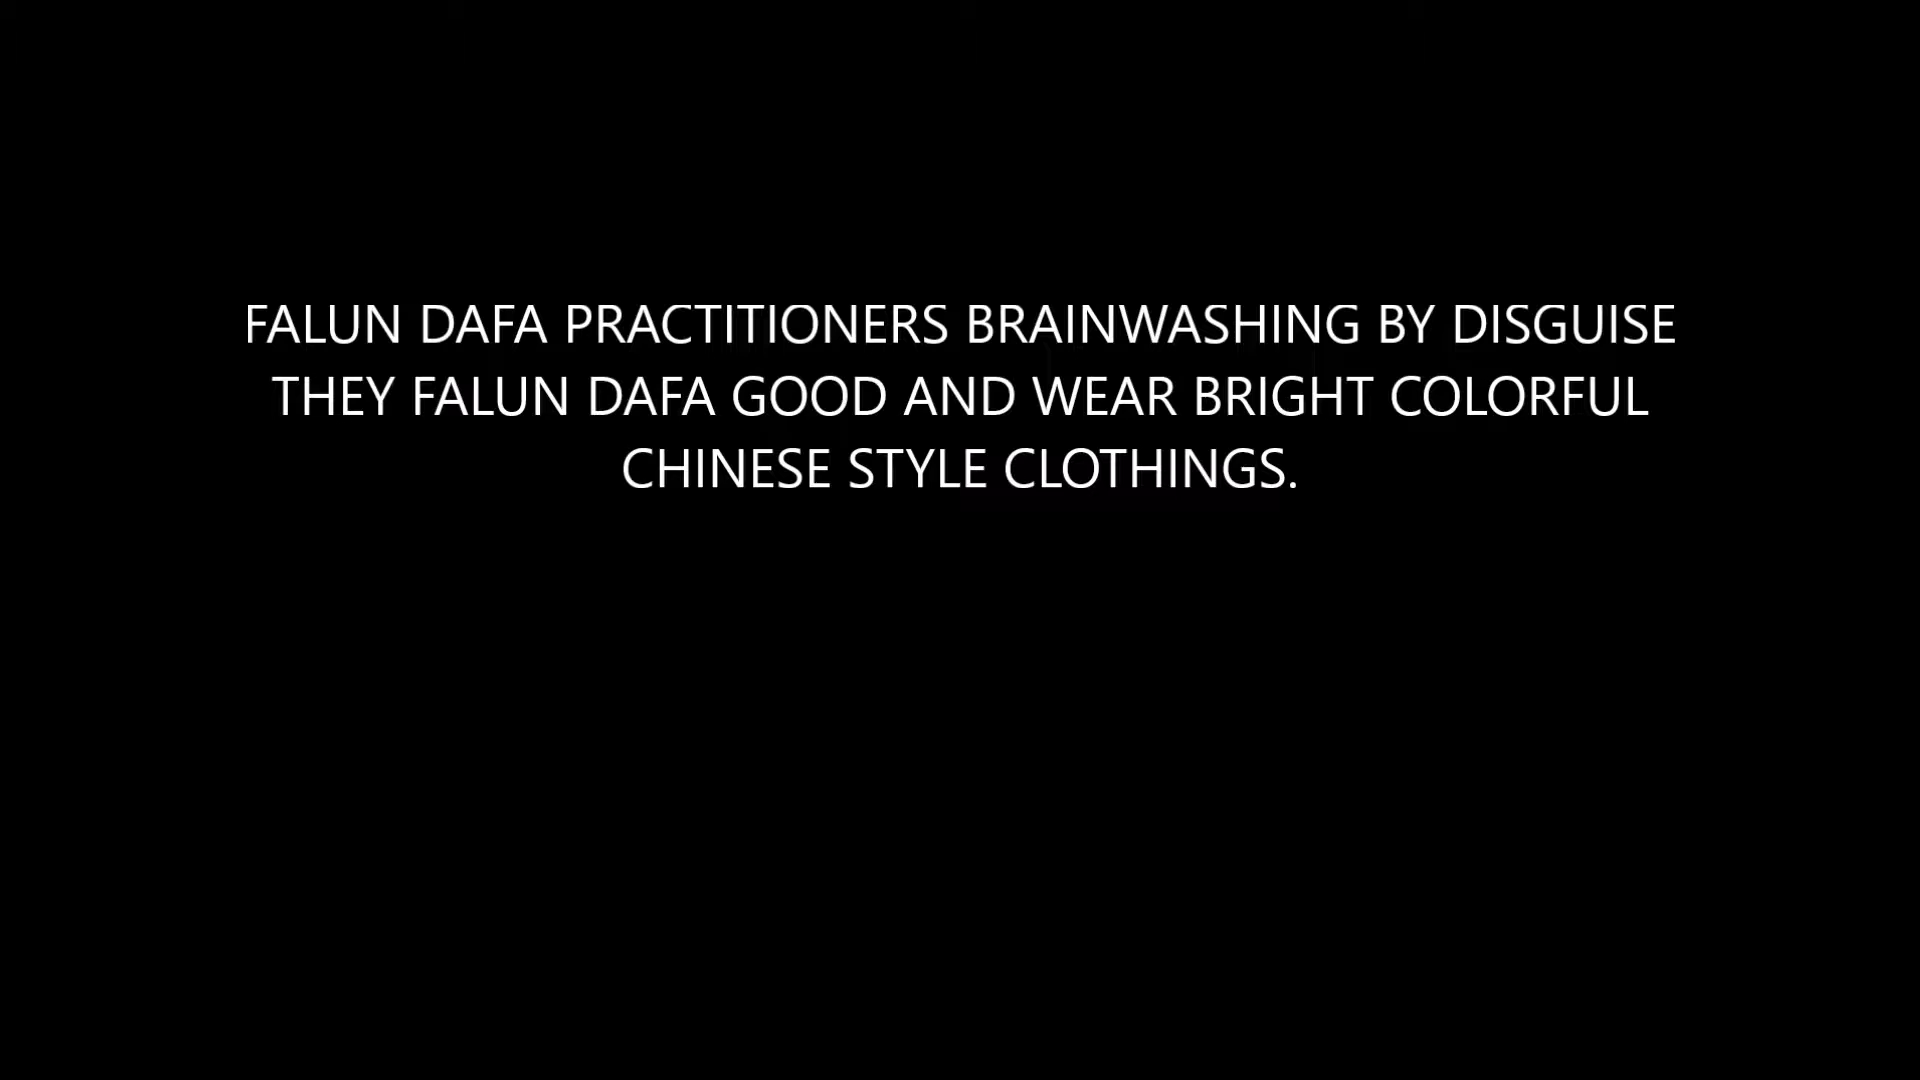 FALUN DAFA PRACTITIONERS BRAINWASHING BY DISGUISE
THEY FALUN DAFA GOOD AND WEAR BRIGHT COLORFUL
CHINESE STYLE CLOTHINGS.